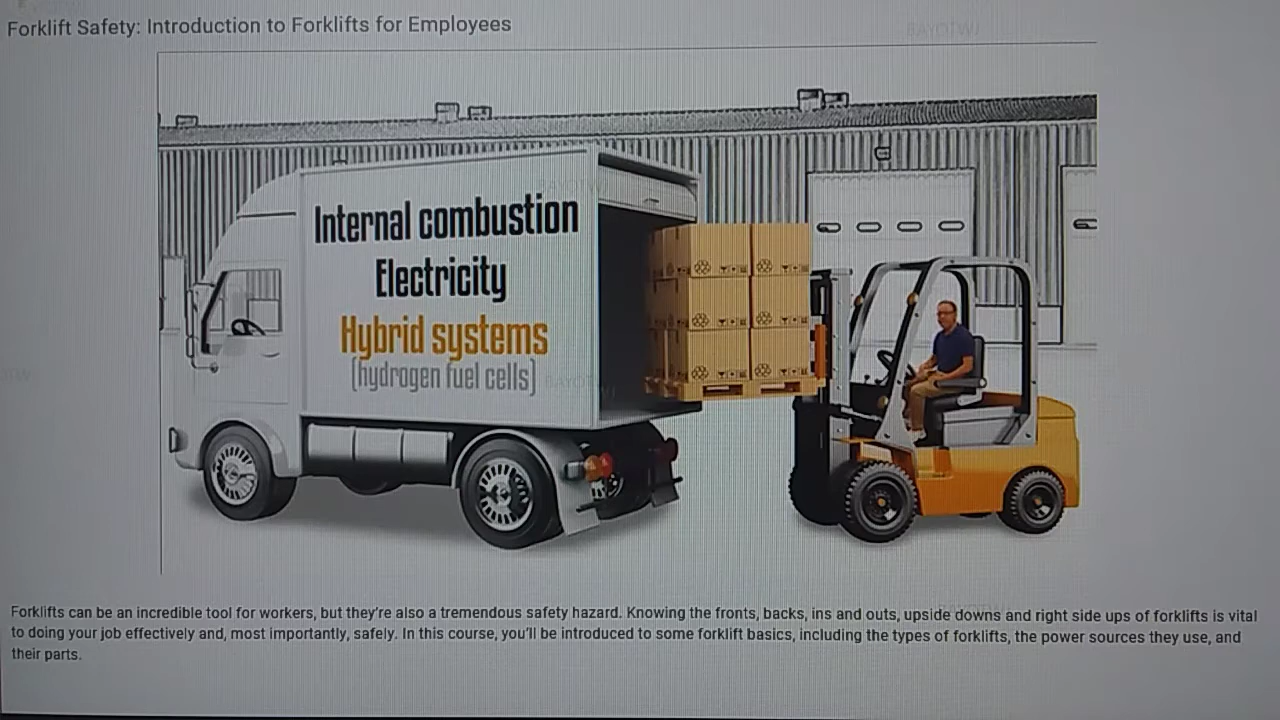 Forklift Safety: Introduction to Forklifts for Employees
BAYOTWJ
BAYOTWJ
Internal combustion
Electricity
Hybrid systems
(hydrogen fuel cells)
BAYOTWJ
BAYOTWJ
Forklifts can be an incredible tool for workers, but they're also a tremendous safety hazard. Knowing the fronts, backs, ins and outs, upside downs and right side ups of forklifts is vital
to doing your job effectively and, most importantly, safely. In this course, you'll be introduced to some forklift basics, including the types of forklifts, the power sources they use, and
their parts.